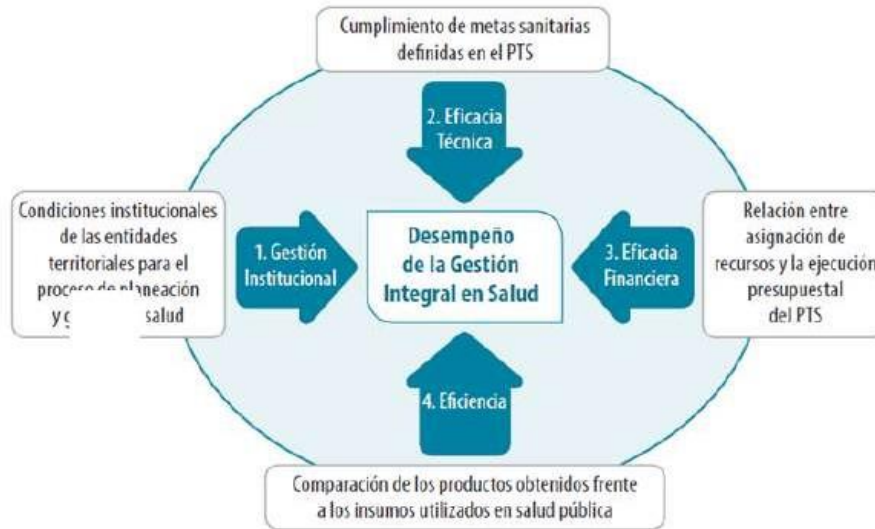 Cumplimiento de metas sanitarias
definidas en el PTS
2. Eficacia
Técnica
Condiciones institucionales
de las entidades
territoriales para el
proceso de planeación
y salud
1. Gestión
Institucional
Desempeño
de la Gestión
Integral en Salud
3. Eficacia
Financiera
Relación entre
asignación de
recursos y la ejecución
presupuestal
del PTS
4. Eficiencia
Comparación de los productos obtenidos frente
a los insumos utilizados en salud pública